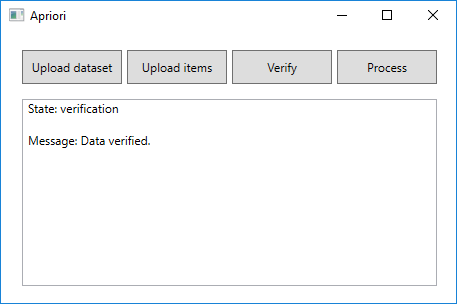 Apriori
Upload dataset
Upload items
Verify
Process
State: verification
Message: Data verified.